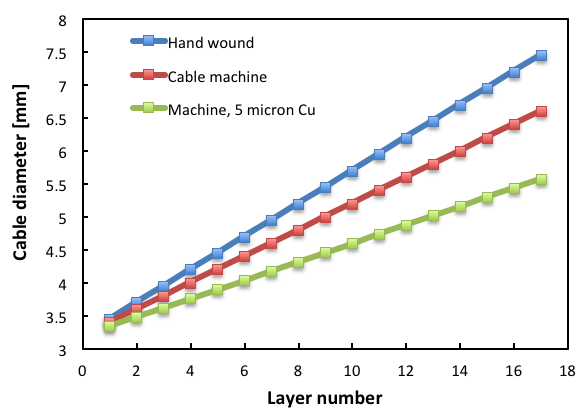 8
7.5
7
6.5
6
5.5
5
4.5
4
3.5
3
Cable diameter [mm]
Hand wound
Cable machine
Machine, 5 micron Cu
0 2 4 6 8 10 12 14 16 18
Layer number